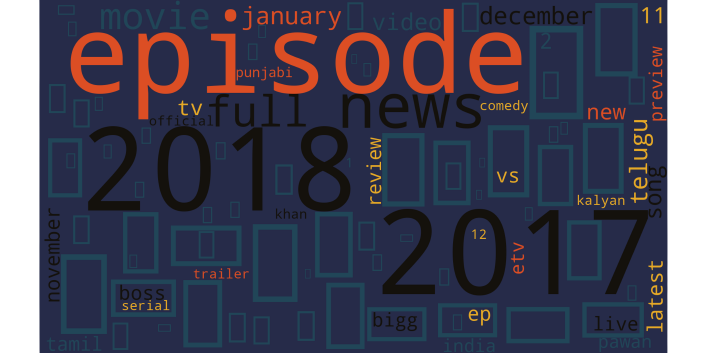 movie
january
video
december
11
episode
2
punjabi
preview
tv
full
news
comedy
new
official
2018
review
telugu
vs
song
kalyan
khan
2017
november
12
etv
trailer
latest
boss
serial
bigg
ep
live
tamil
india
pawan